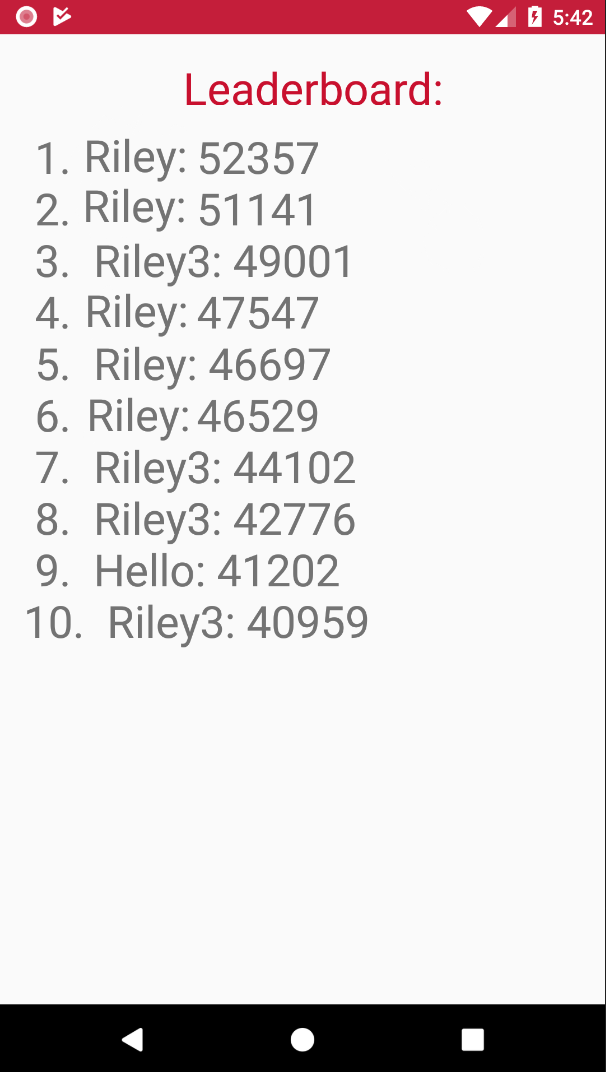 5:42
Leaderboard:
1. Riley: 52357
2. Riley: 51141
3. Riley3: 49001
4. Riley: 47547
5. Riley: 46697
6. Riley: 46529
7. Riley3: 44102
8. Riley3: 42776
9. Hello: 41202
10. Riley3: 40959